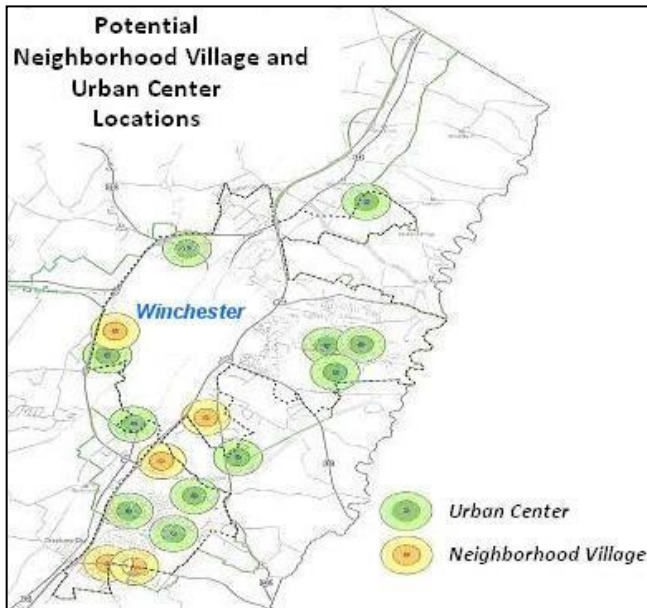 Potential
Neighborhood Village and
Urban Center
Locations
Winchester
Urban Center
Neighborhood Village